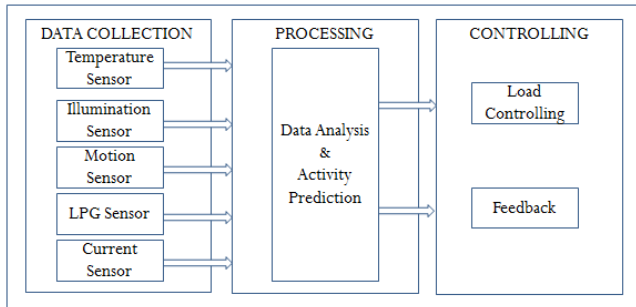 DATA COLLECTION
Temperature
Sensor
Illumination
Sensor
Motion
Sensor
LPG Sensor
Current
Sensor
PROCESSING
Data Analysis
&
Activity
Prediction
CONTROLLING
Load
Controlling
Feedback